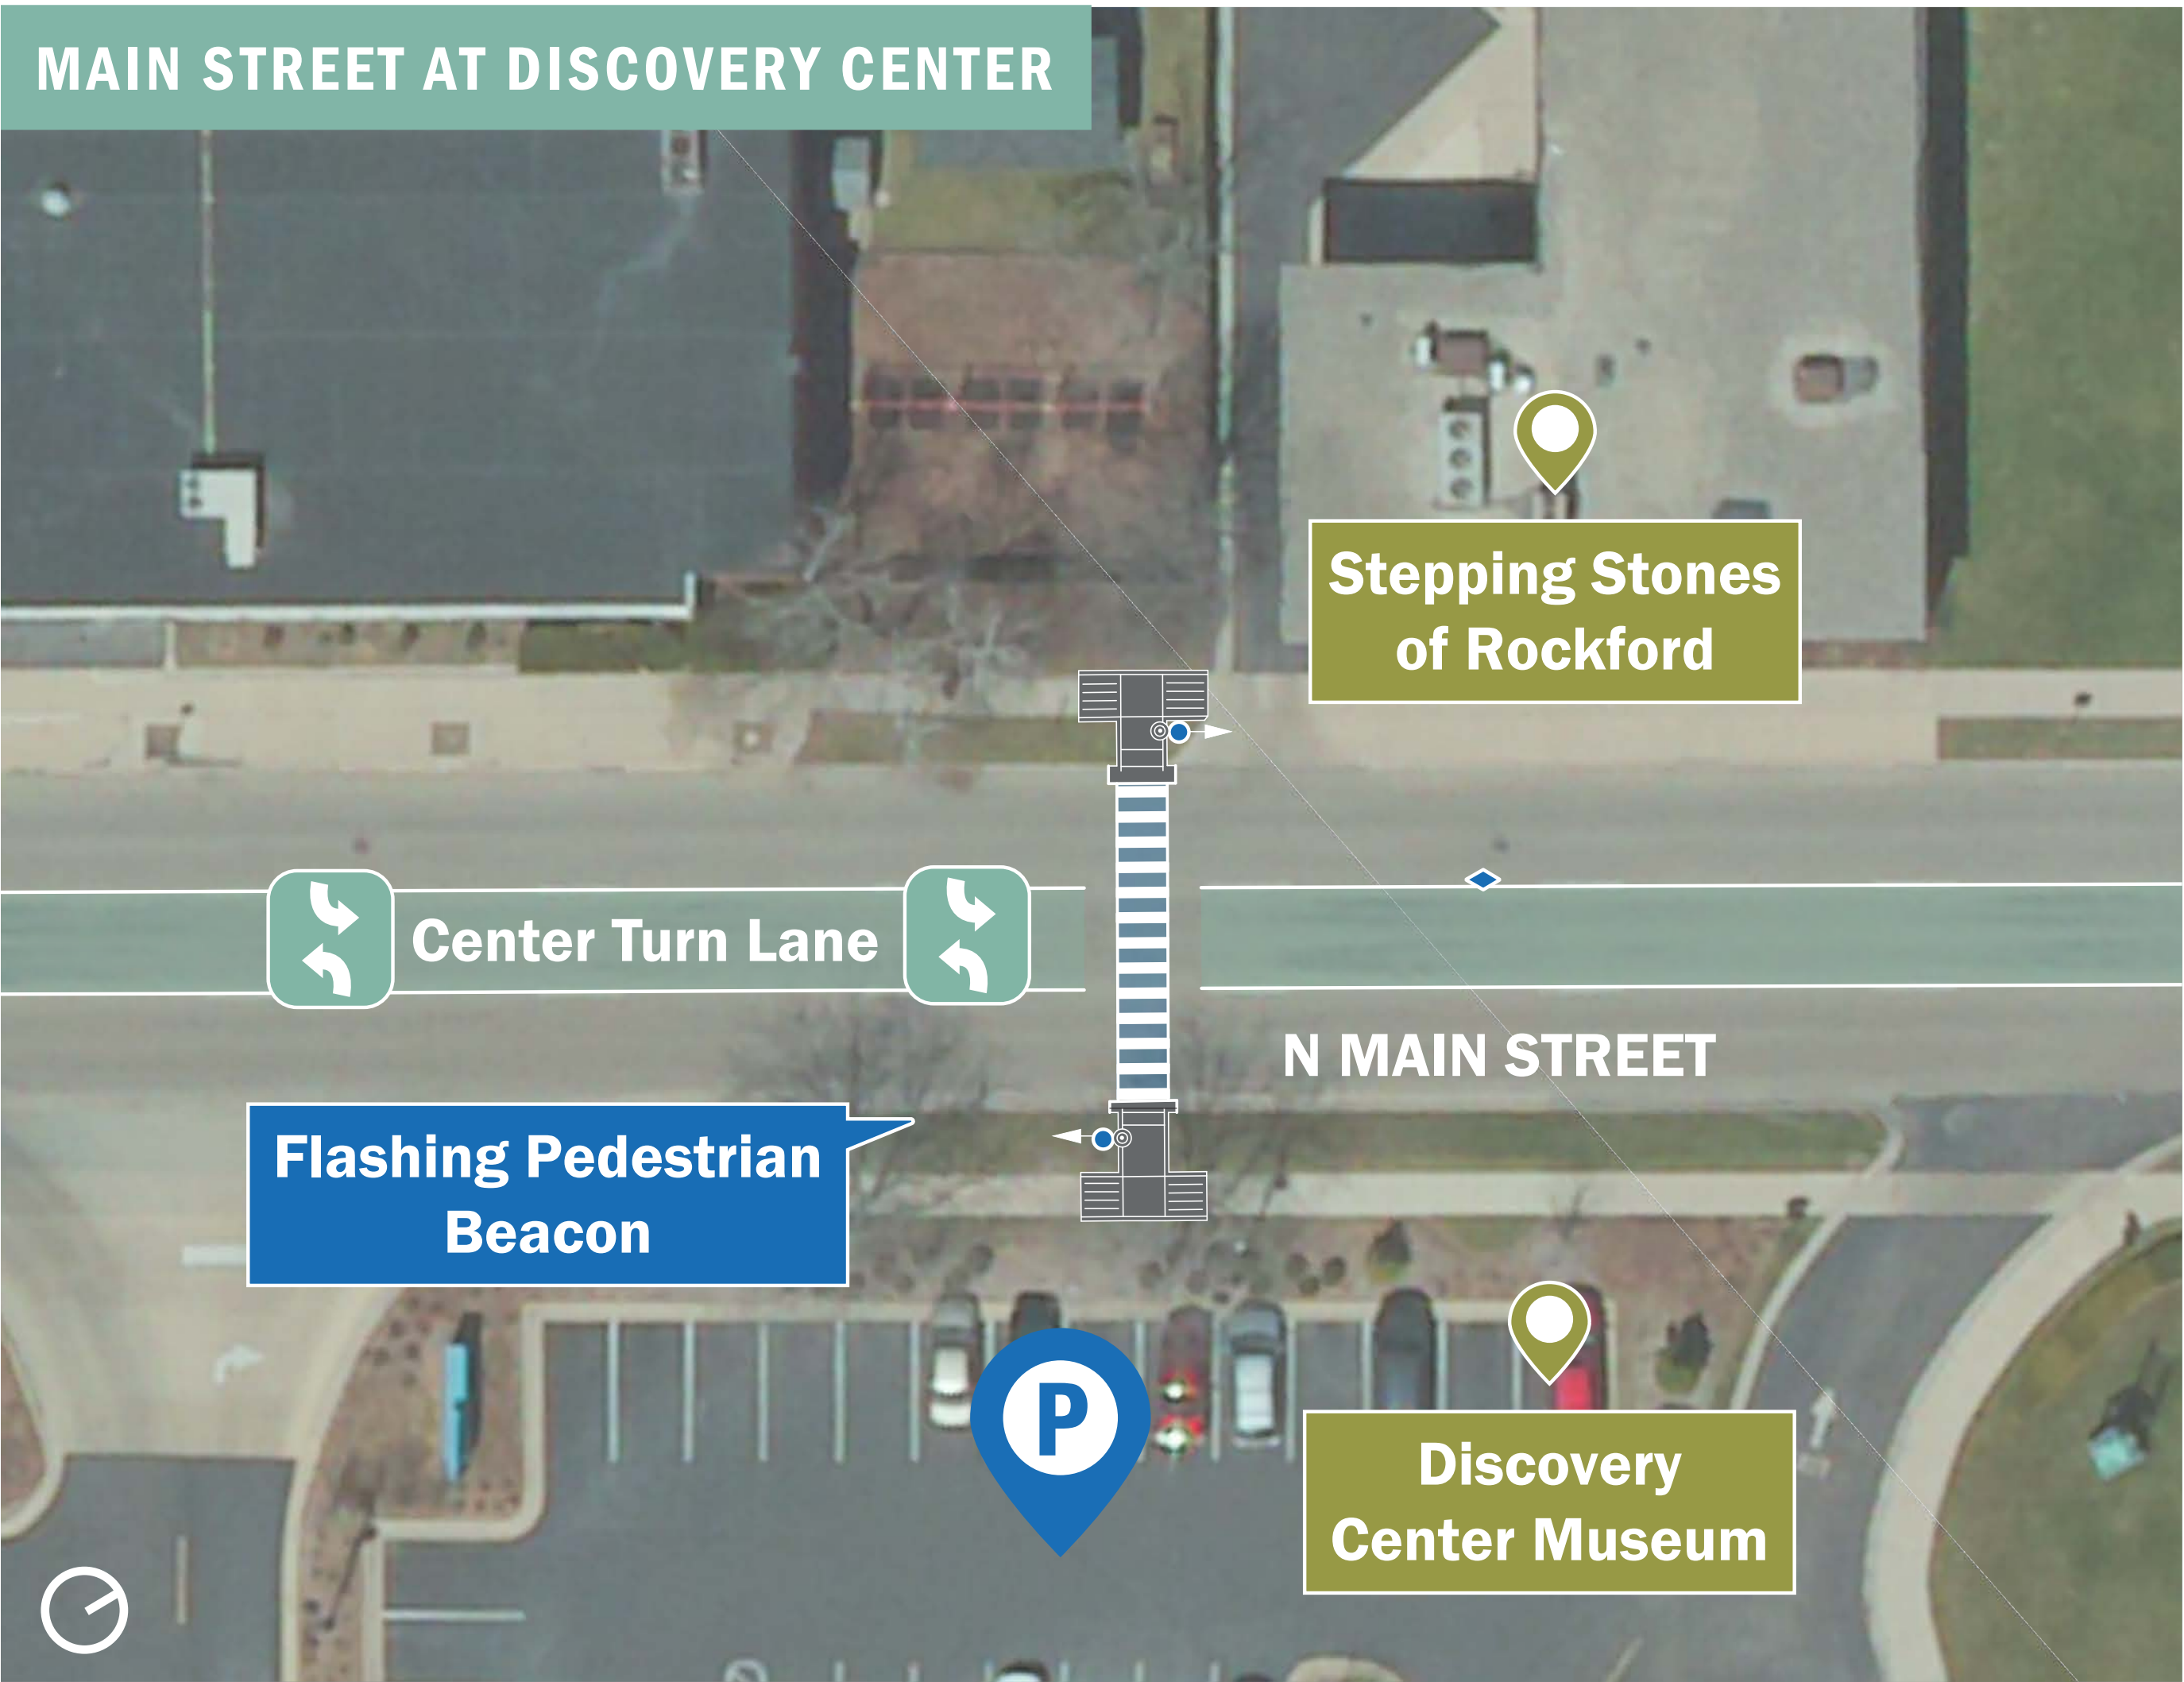 MAIN STREET AT DISCOVERY CENTER
Stepping Stones
of Rockford
Center Turn Lane
N MAIN STREET
Flashing Pedestrian
Beacon
P
Discovery
Center Museum